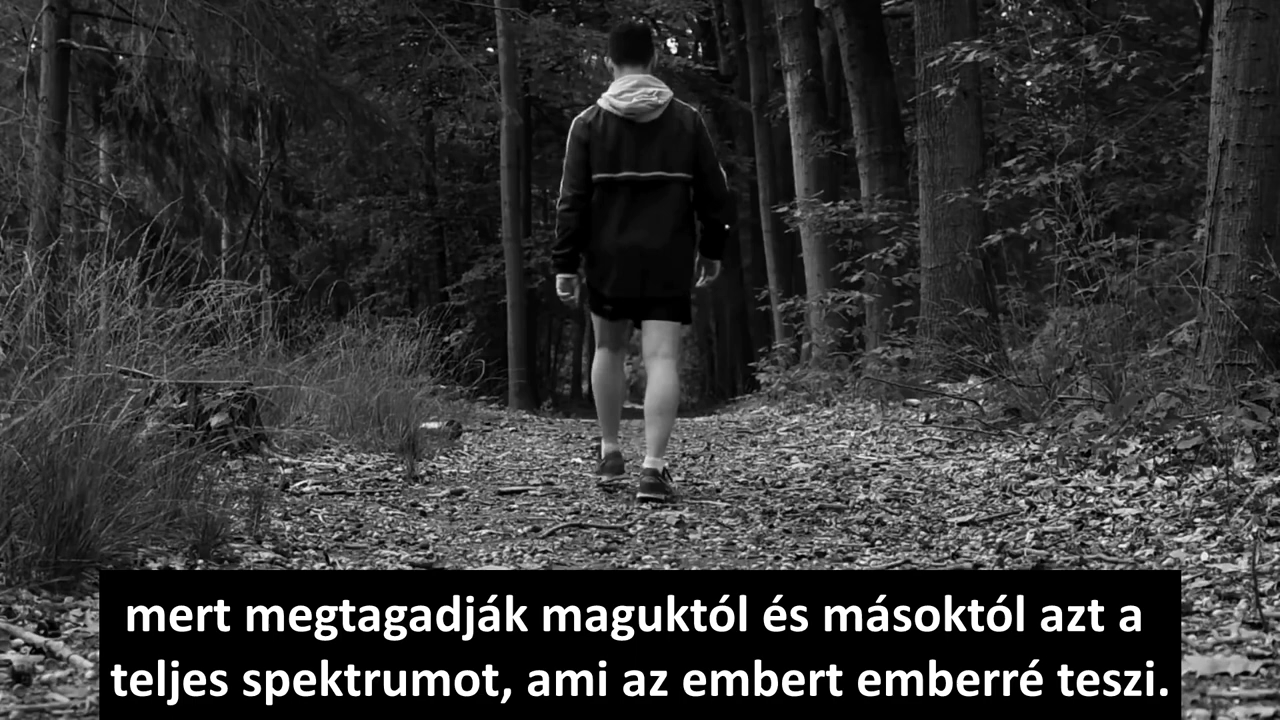 mert megtagadják maguktól és másoktól azt a
teljes spektrumot, ami az embert emberré teszi.